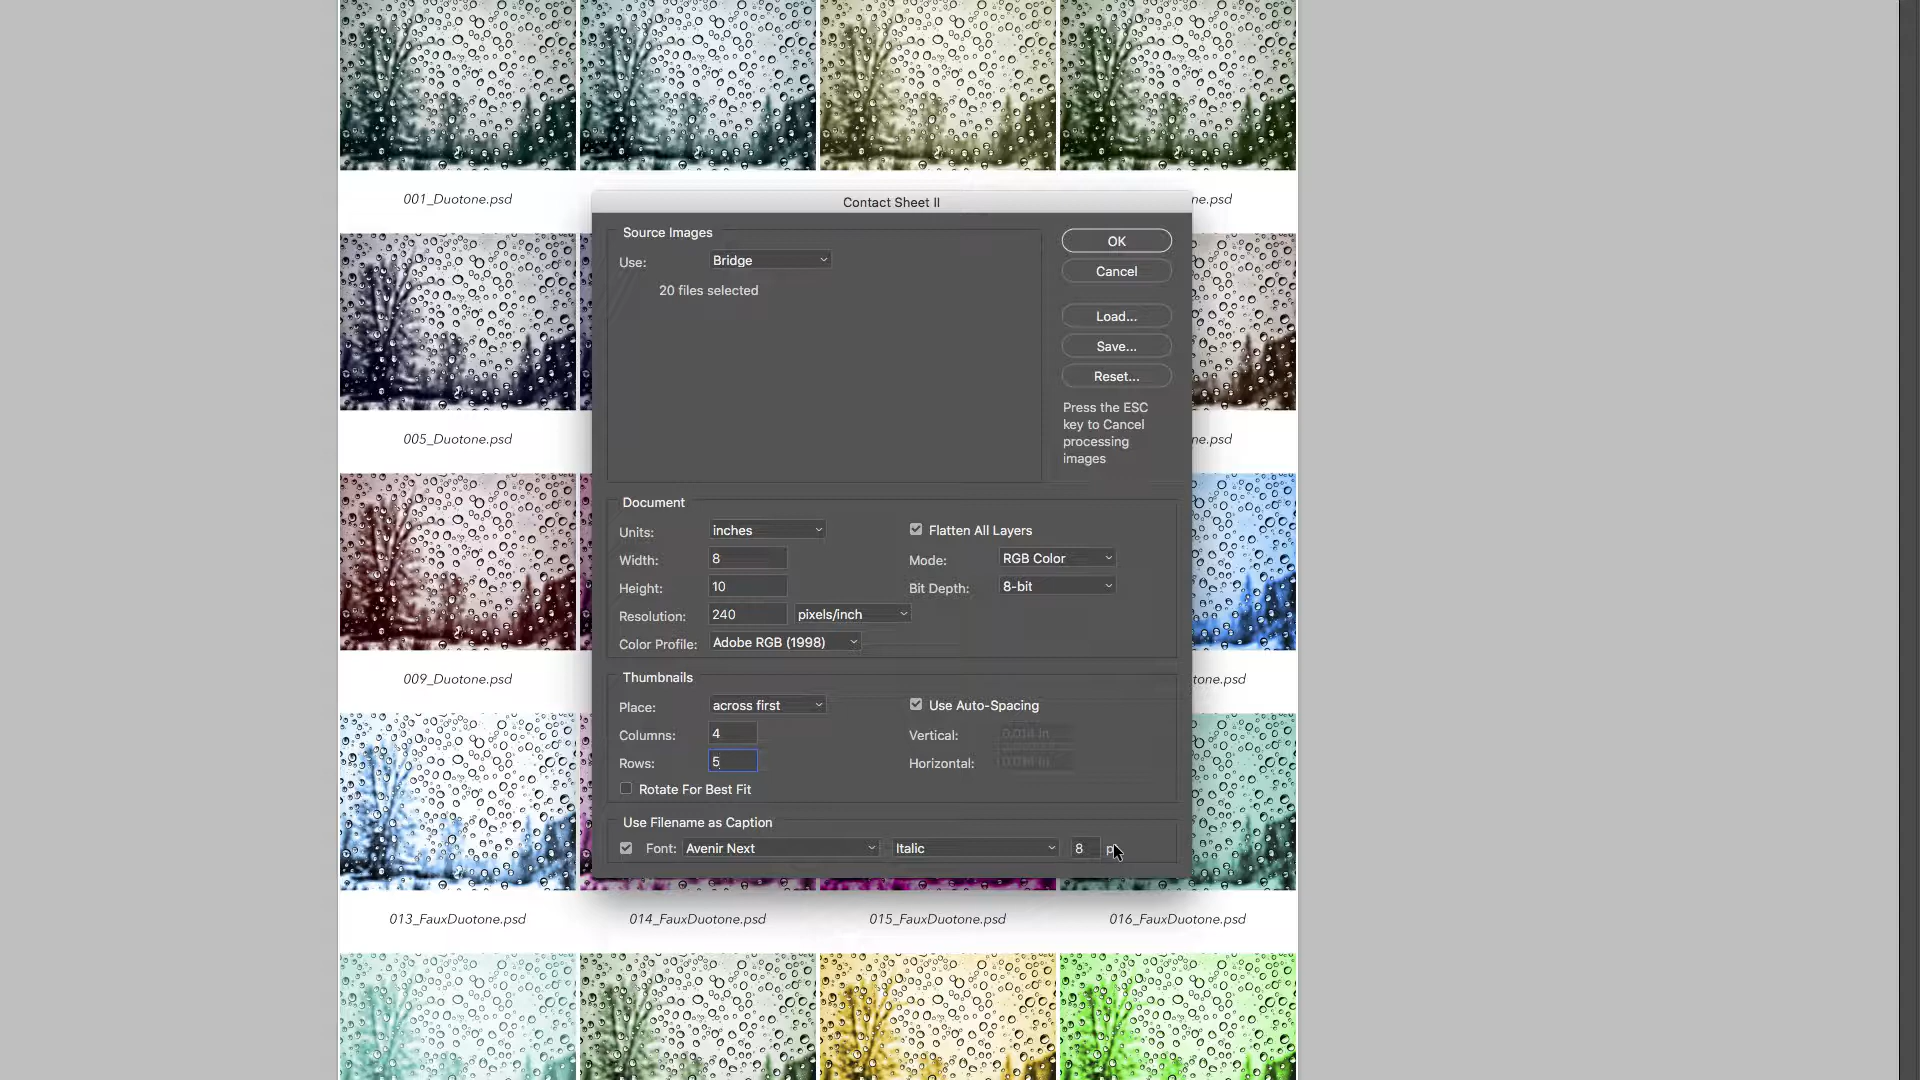 001_Duotone.psd
ne.psd
Contact Sheet II
Source Images
Use: Bridge
20 files selected
OK
Cancel
Load...
Save...
Reset...
Press the ESC
key to Cancel
processing
images
005_Duotone.psd
ne.psd
Document
Units: inches
Flatten All Layers
Width: 8
Mode: RGB Color
Height: 10
Bit Depth: 8-bit
Resolution: 240 pixels/inch
Color Profile: Adobe RGB (1998)
009_Duotone.psd
tone.psd
Thumbnails
Place: across first
Use Auto-Spacing
Columns: 4
Vertical: 0.014 in
Rows: 5
Horizontal:
Rotate For Best Fit
Use Filename as Caption
Font: Avenir Next
Italic
8
013_FauxDuotone.psd
014_FauxDuotone.psd
015_FauxDuotone.psd
016_FauxDuotone.psd